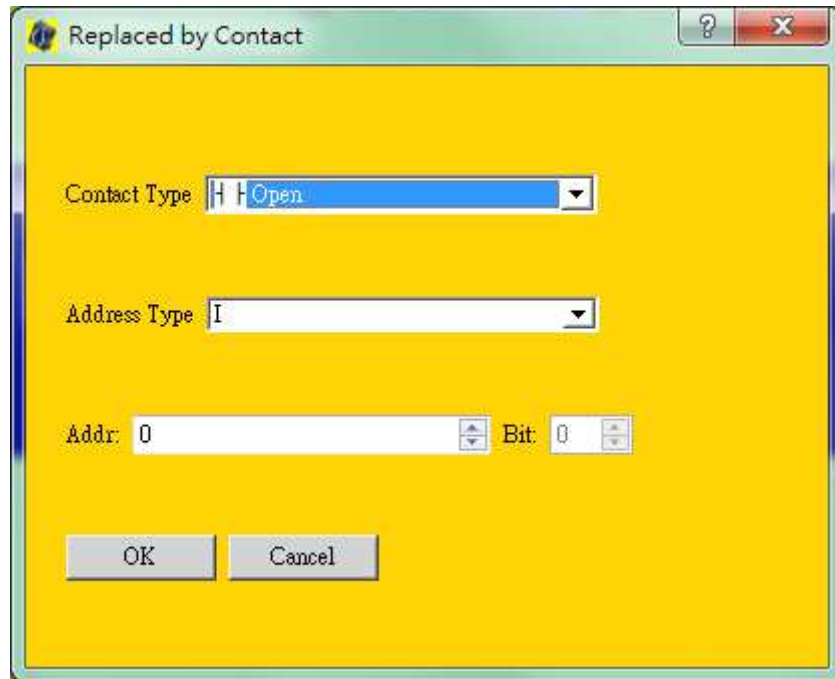 Replaced by Contact
Contact Type ┤ ├ Open
Address Type I
Addr: 0 Bit: 0
OK Cancel